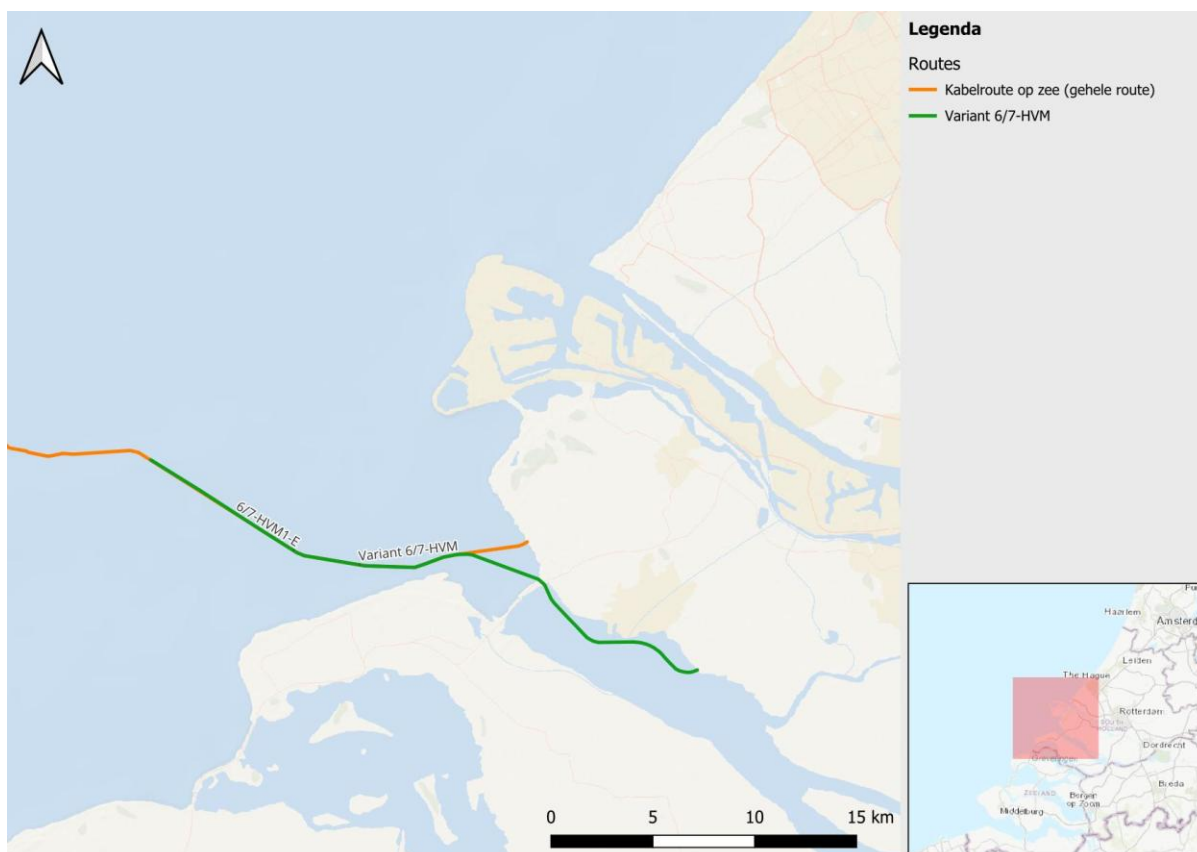 Legenda
Routes
Kabelroute op zee (gehele route)
Variant 6/7-HVM
6/7-HVM1-E
Variant 6/7-HVM
0 5 10 15 km
Haarlem
Amsterd
Leiden
The Hague
Rotterdam
Dordrecht
Breda
Bergen
op Zoom
ZEELAND
Middelburg